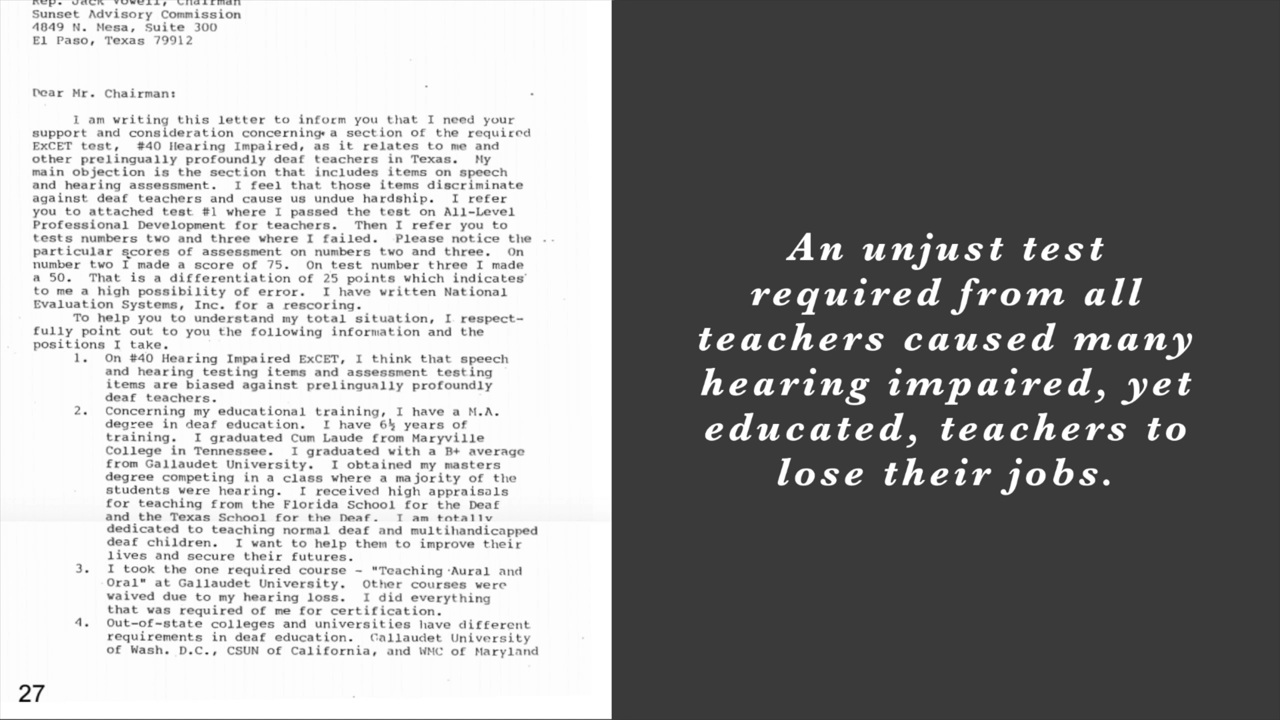 Rep. Jack Vowell, Chairman
Sunset Advisory Commission
4849 N. Mesa, Suite 300
El Paso, Texas 79912
Dear Mr. Chairman:
I am writing this letter to inform you that I need your
support and consideration concerning a section of the required
ExCET test, #40 Hearing Impaired, as it relates to me and
other prelingually profoundly deaf teachers in Texas. My
main objection is the section that includes items on speech
and hearing assessment. I feel that those items discriminate
against deaf teachers and cause us undue hardship. I refer
you to attached test #1 where I passed the test on All-Level
Professional Development for teachers. Then I refer you to
tests numbers two and three where I failed. Please notice the
particular scores of assessment on numbers two and three. On
number two I made a score of 75. On test number three I made
a 50. That is a differentiation of 25 points which indicates
to me a high possibility of error. I have written National
Evaluation Systems, Inc. for a rescoring.
To help you to understand my total situation, I respect-
fully point out to you the following information and the
positions I take.
1. On #40 Hearing Impaired ExCET, I think that speech
and hearing testing items and assessment testing
items are biased against prelingually profoundly
deaf teachers.
2. Concerning my educational training, I have a M.A.
degree in deaf education. I have 6½ years of
training. I graduated Cum Laude from Maryville
College in Tennessee. I graduated with a B+ average
from Gallaudet University. I obtained my masters
degree competing in a class where a majority of the
students were hearing. I received high appraisals
for teaching from the Florida School for the Deaf
and the Texas School for the Deaf. I am totally
dedicated to teaching normal deaf and multihandicapped
deaf children. I want to help them to improve their
lives and secure their futures.
3. I took the one required course - "Teaching Aural and
Oral" at Gallaudet University. Other courses were
waived due to my hearing loss. I did everything
that was required of me for certification.
4. Out-of-state colleges and universities have different
requirements in deaf education. Gallaudet University
of Wash. D.C., CSUN of California, and WMC of Maryland
27
An unjust test
required from all
teachers caused many
hearing impaired, yet
educated, teachers to
lose their jobs.